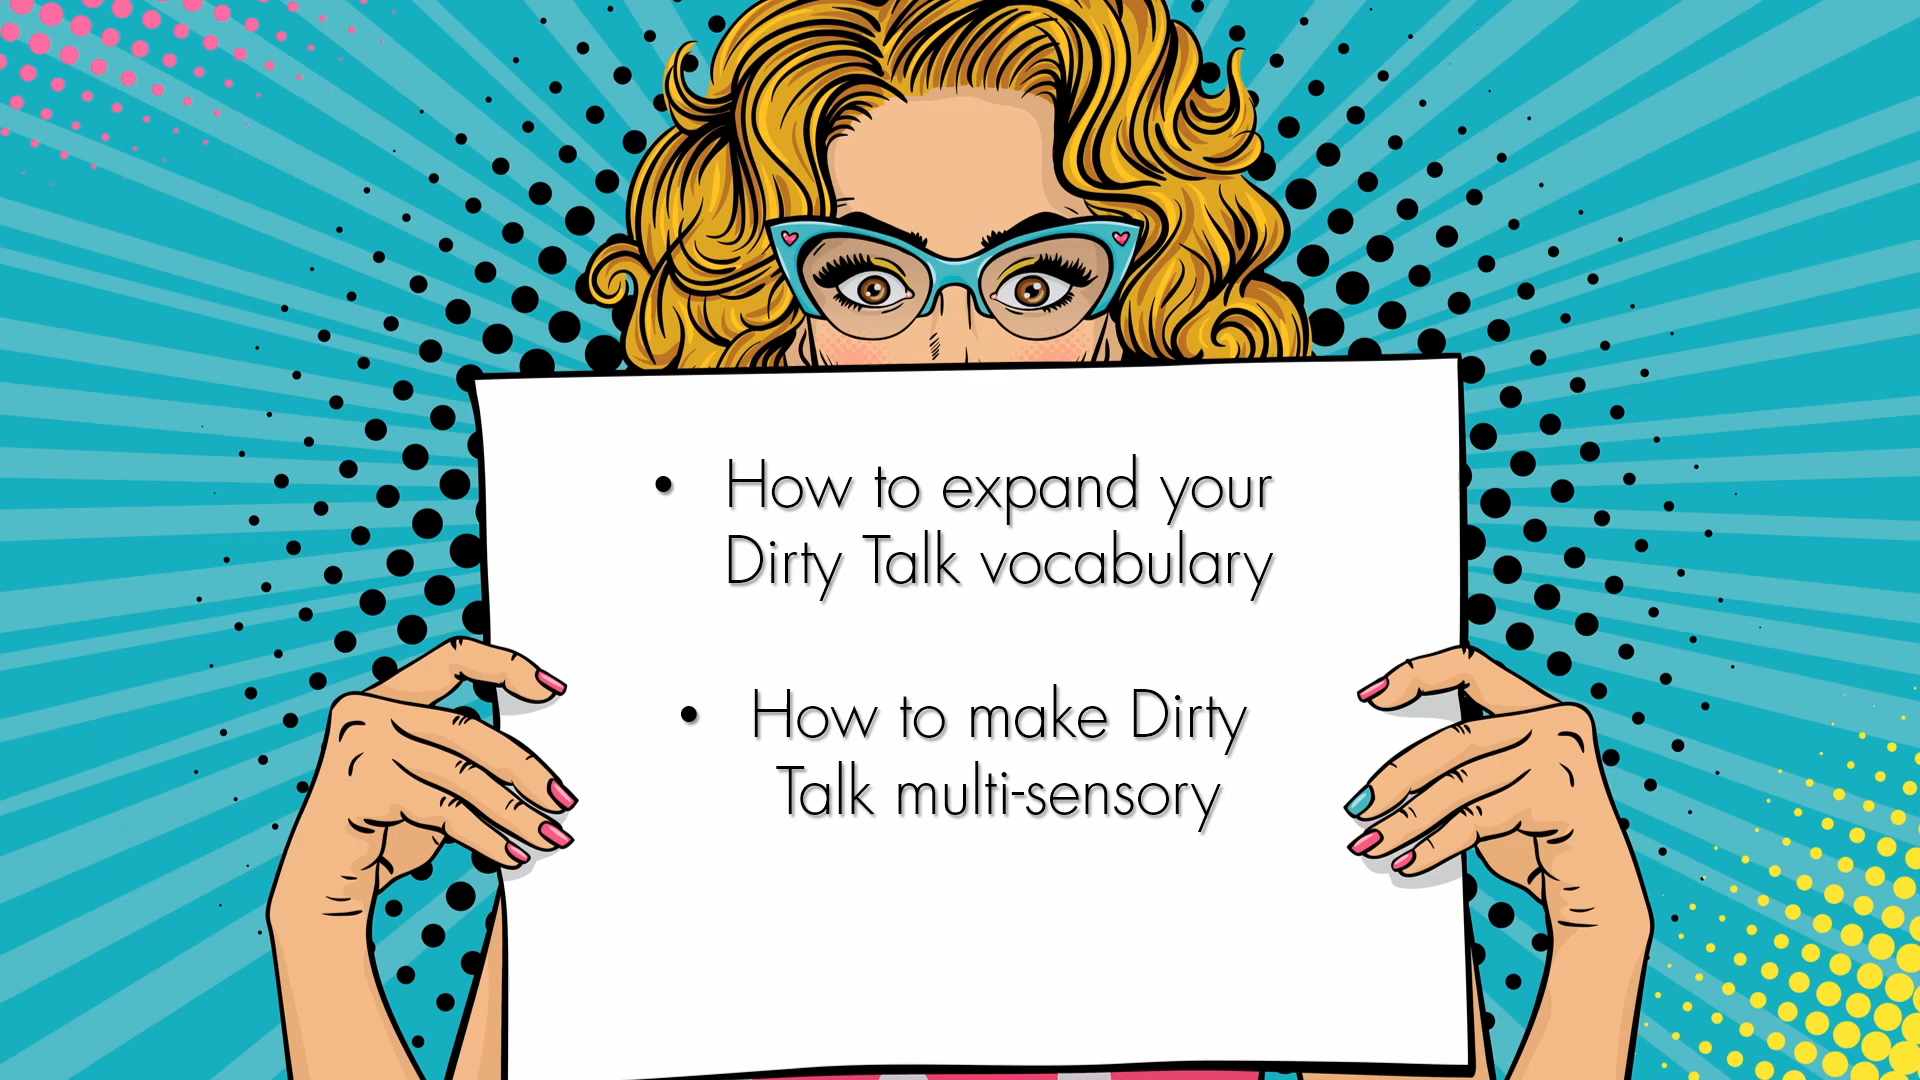 • How to expand your
Dirty Talk vocabulary
• How to make Dirty
Talk multi-sensory